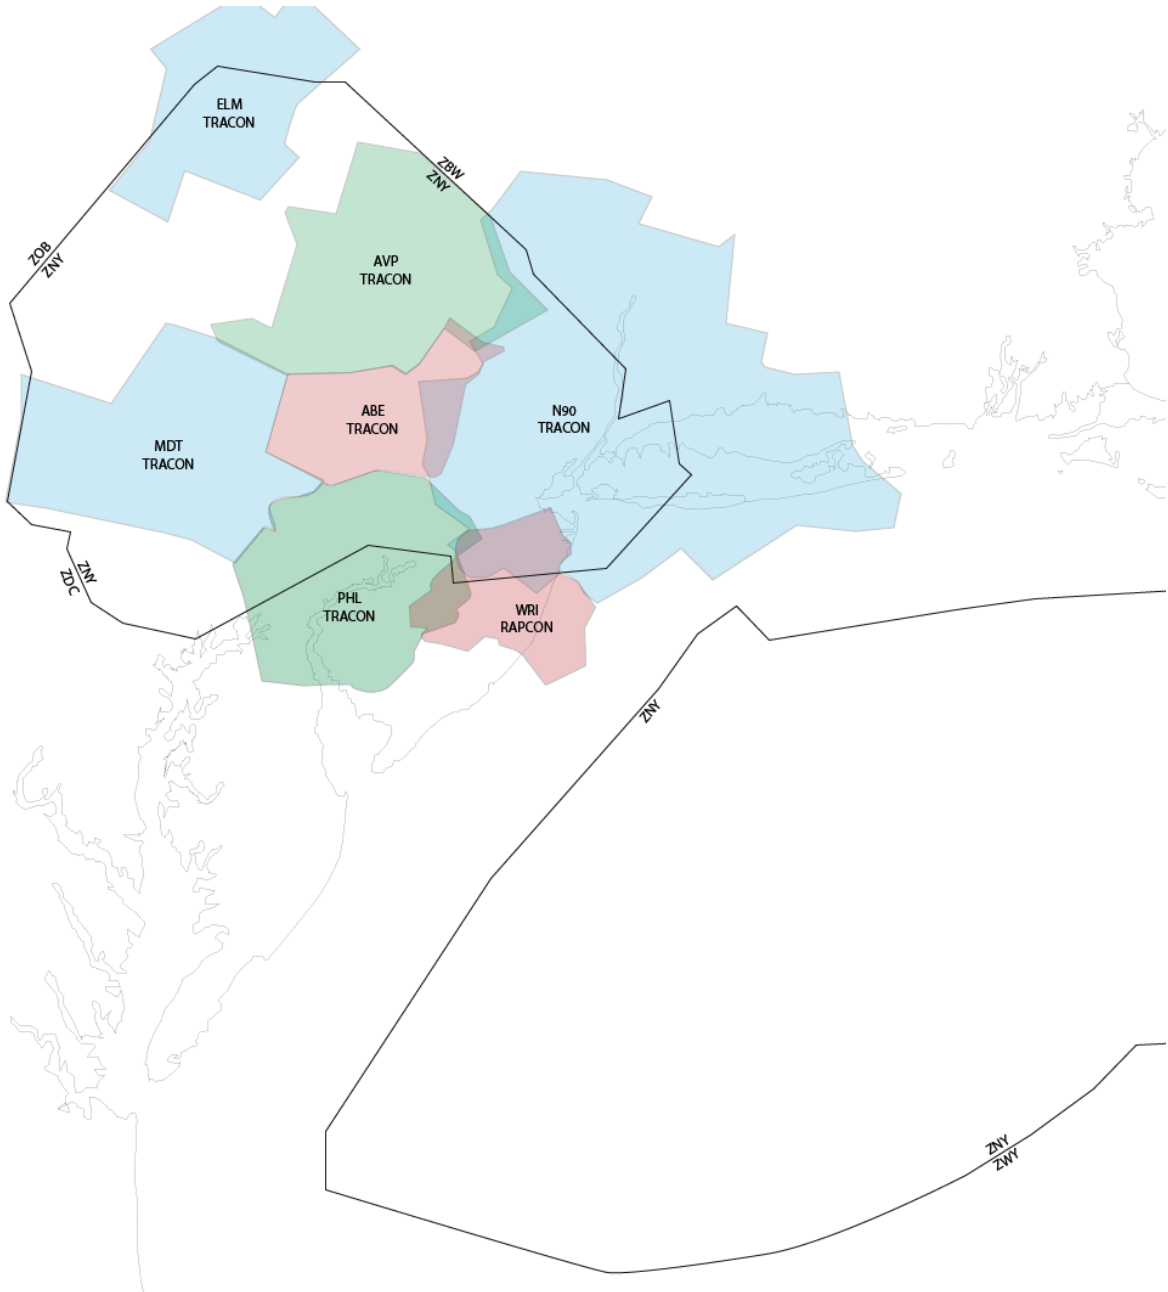 ELM
TRACON
ZBW
ZNY
ZOB
ZNY
AVP
TRACON
ABE
TRACON
N90
TRACON
MDT
TRACON
ZNY
ZDC
PHL
TRACON
WRI
RAPCON
ZNY
ZNY
ZWY